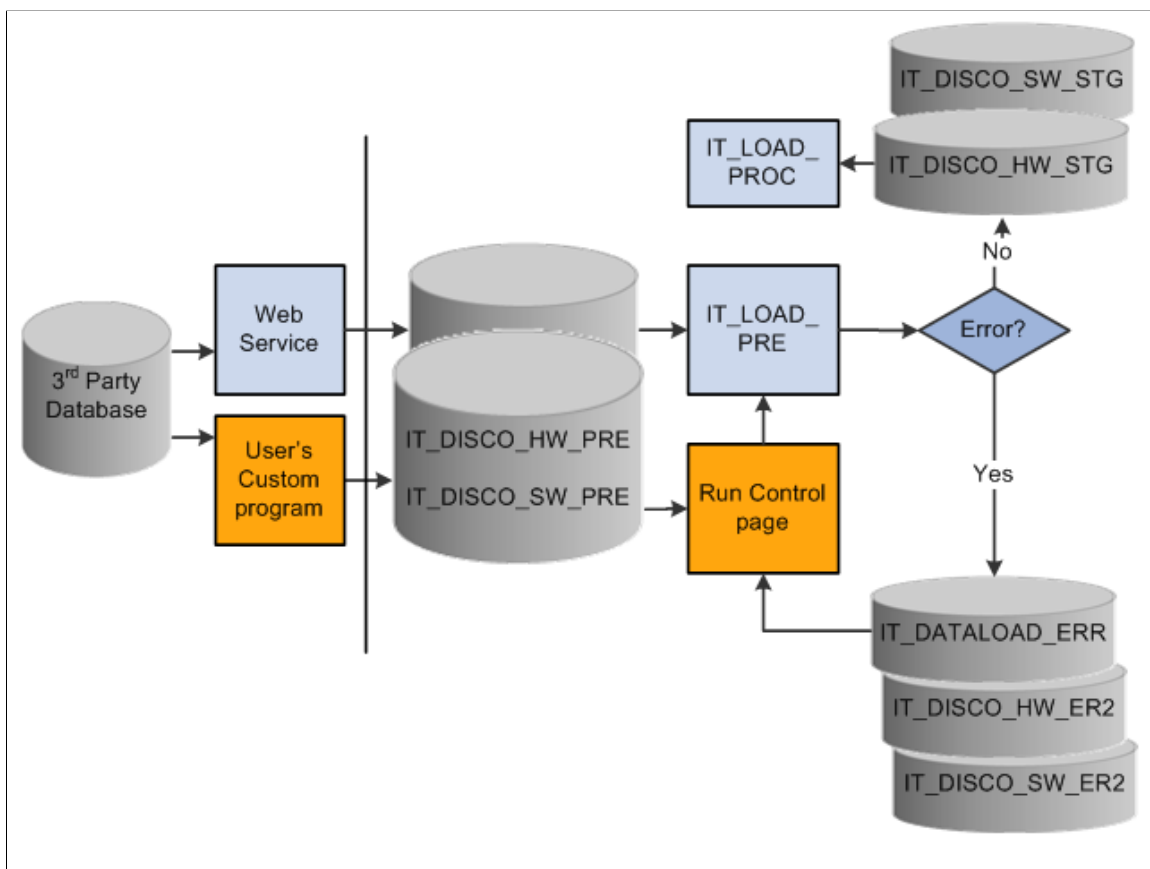 IT_DISCO_SW_STG
IT_LOAD_
PROC
IT_DISCO_HW_STG
No
Web
Service
IT_LOAD_
PRE
Error?
3rd Party
Database
User's
Custom
program
IT_DISCO_HW_PRE
IT_DISCO_SW_PRE
Run Control
page
Yes
IT_DATALOAD_ERR
IT_DISCO_HW_ER2
IT_DISCO_SW_ER2